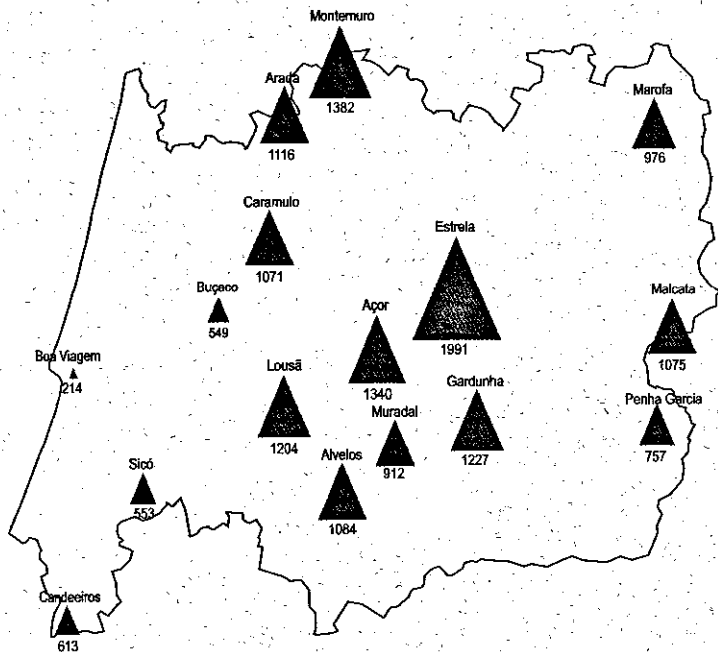 Montemuro
1382
Arada
1116
Marofa
976
Caramulo
1071
Estrela
1991
Buçaco
549
Açor
1340
Malcata
1075
Boa Viagem
214
Lousã
1204
Gardunha
1227
Muradal
912
Penha Garcia
757
Sicó
553
Alvelos
1084
Candeeiros
613